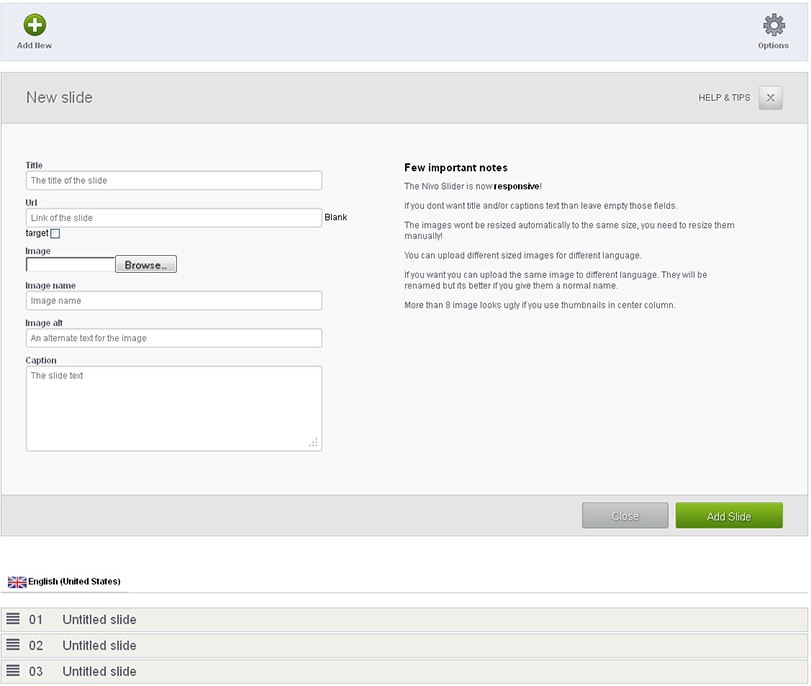 Add New
Options
New slide
HELP & TIPS
x
Title
The title of the slide
Url
Link of the slide
Blank
target
Image
Browse...
Image name
Image name
Image alt
An alternate text for the image
Caption
The slide text
Few important notes
The Nivo Slider is now responsive!
If you dont want title and/or captions text than leave empty those fields.
The images wont be resized automatically to the same size, you need to resize them
manually!
You can upload different sized images for different language.
If you want you can upload the same image to different language. They will be
renamed but its better if you give them a normal name.
More than 8 image looks ugly if you use thumbnails in center column.
Close
Add Slide
English (United States)
01 Untitled slide
02 Untitled slide
03 Untitled slide